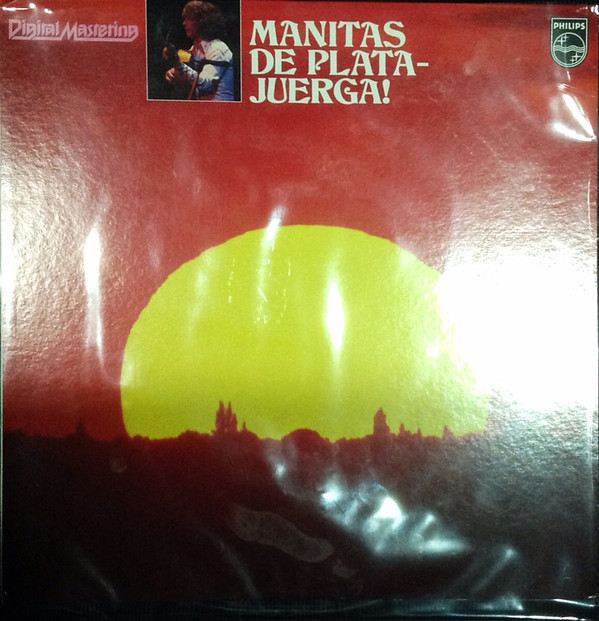 Digital Mastering
MANITAS
DE PLATA-
JUERGA!
PHILIPS